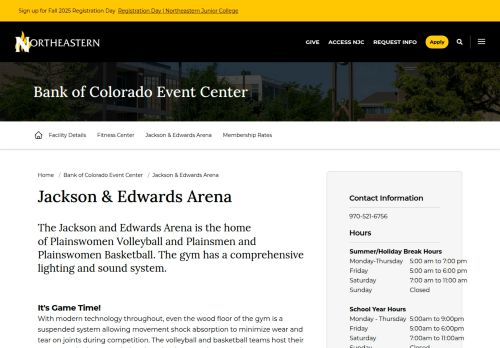 Sign up for Fall 2025 Registration Day Registration Day | Northeastern Junior College
NORTHEASTERN
GIVE ACCESS NJC REQUEST INFO Apply
Bank of Colorado Event Center
Facility Details Fitness Center Jackson & Edwards Arena Membership Rates
Home / Bank of Colorado Event Center / Jackson & Edwards Arena
Jackson & Edwards Arena
The Jackson and Edwards Arena is the home
of Plainswomen Volleyball and Plainsmen and
Plainswomen Basketball. The gym has a comprehensive
lighting and sound system.
It's Game Time!
With modern technology throughout, even the wood floor of the gym is a
suspended system allowing movement shock absorption to minimize wear and
tear on joints during competition. The volleyball and basketball teams host their
Contact Information
970-521-6756
Hours
Summer/Holiday Break Hours
Monday-Thursday 5:00 am to 7:00 pm
Friday 5:00 am to 6:00 pm
Saturday 7:00 am to 11:00 am
Sunday Closed
School Year Hours
Monday - Thursday 5:00am to 9:00pm
Friday 5:00am to 6:00pm
Saturday 7:00am to 11:00am
Sunday Closed